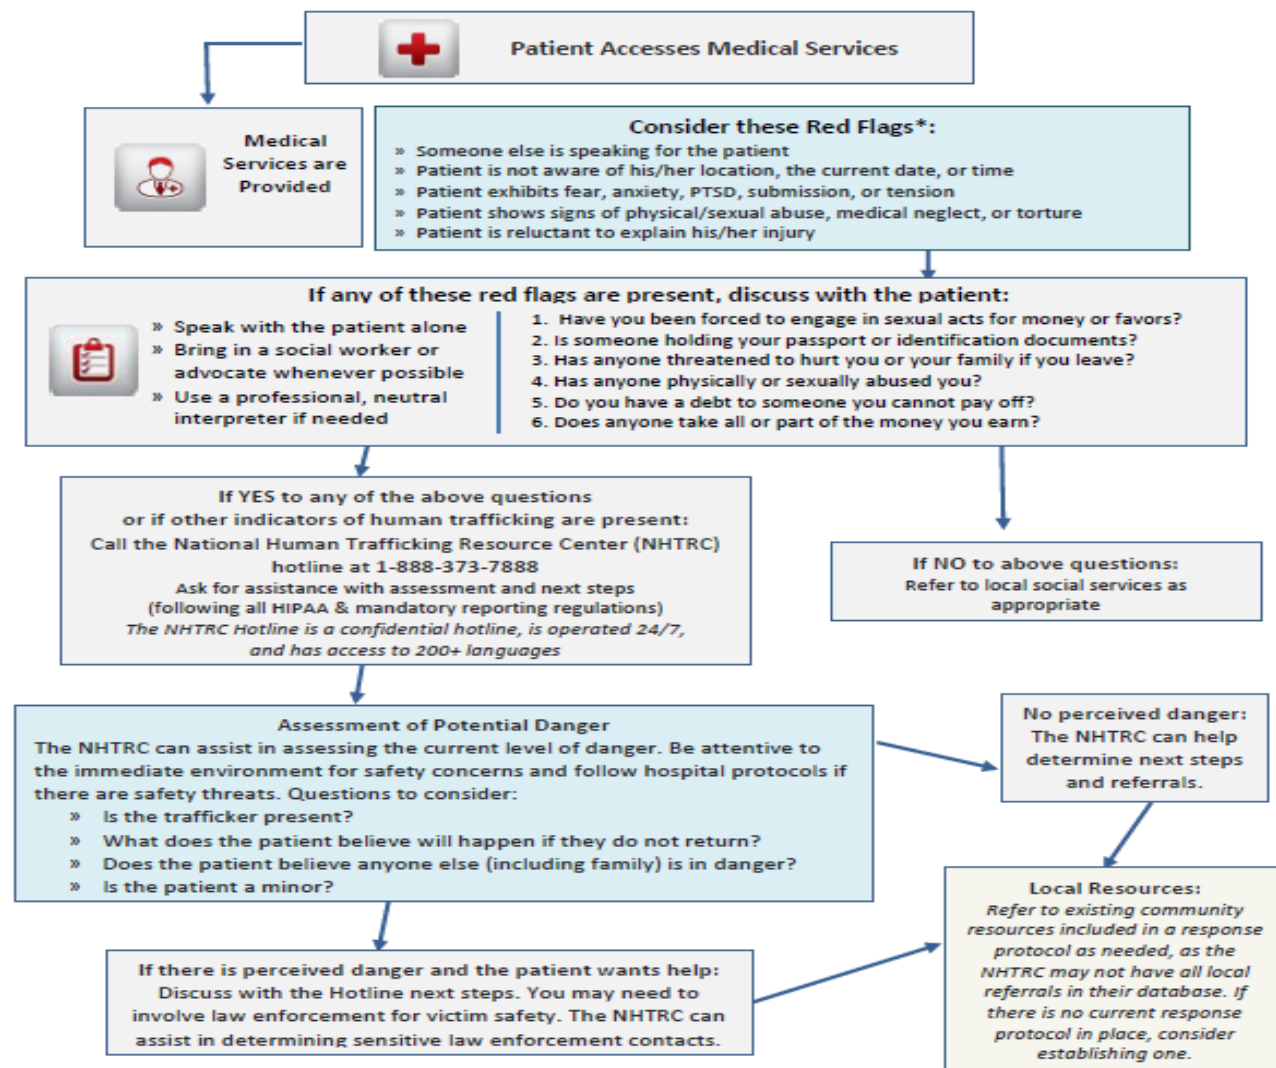 Patient Accesses Medical Services
Medical
Services are
Provided
Consider these Red Flags*:
» Someone else is speaking for the patient
» Patient is not aware of his/her location, the current date, or time
» Patient exhibits fear, anxiety, PTSD, submission, or tension
» Patient shows signs of physical/sexual abuse, medical neglect, or torture
» Patient is reluctant to explain his/her injury
If any of these red flags are present, discuss with the patient:
» Speak with the patient alone
» Bring in a social worker or
advocate whenever possible
» Use a professional, neutral
interpreter if needed
1. Have you been forced to engage in sexual acts for money or favors?
2. Is someone holding your passport or identification documents?
3. Has anyone threatened to hurt you or your family if you leave?
4. Has anyone physically or sexually abused you?
5. Do you have a debt to someone you cannot pay off?
6. Does anyone take all or part of the money you earn?
If YES to any of the above questions
or if other indicators of human trafficking are present:
Call the National Human Trafficking Resource Center (NHTRC)
hotline at 1-888-373-7888
Ask for assistance with assessment and next steps
(following all HIPAA & mandatory reporting regulations)
The NHTRC Hotline is a confidential hotline, is operated 24/7,
and has access to 200+ languages
If NO to above questions:
Refer to local social services as
appropriate
Assessment of Potential Danger
The NHTRC can assist in assessing the current level of danger. Be attentive to
the immediate environment for safety concerns and follow hospital protocols if
there are safety threats. Questions to consider:
» Is the trafficker present?
» What does the patient believe will happen if they do not return?
» Does the patient believe anyone else (including family) is in danger?
» Is the patient a minor?
No perceived danger:
The NHTRC can help
determine next steps
and referrals.
If there is perceived danger and the patient wants help:
Discuss with the Hotline next steps. You may need to
involve law enforcement for victim safety. The NHTRC can
assist in determining sensitive law enforcement contacts.
Local Resources:
Refer to existing community
resources included in a response
protocol as needed, as the
NHTRC may not have all local
referrals in their database. If
there is no current response
protocol in place, consider
establishing one.